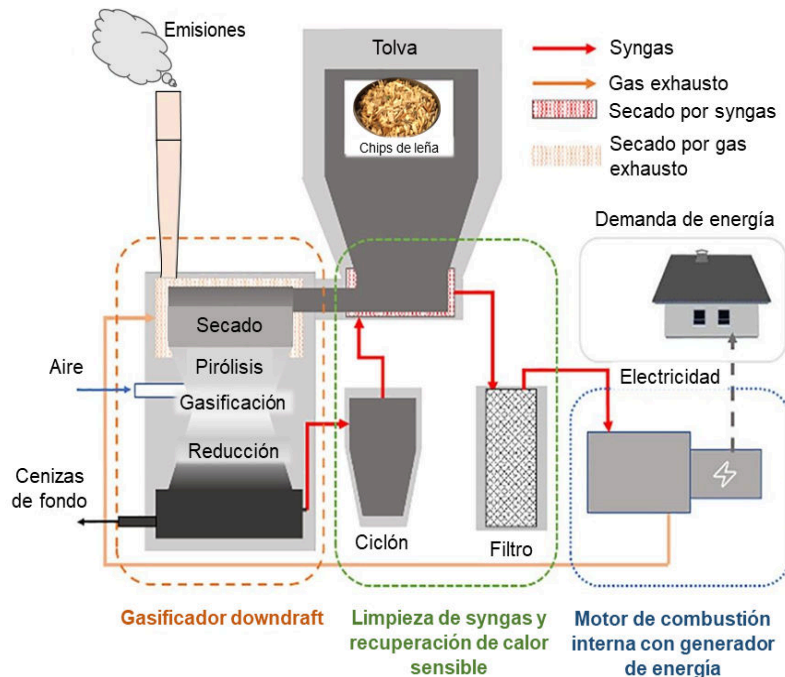 Emisiones
Tolva
Chips de leña
Syngas
Gas exhausto
Secado por syngas
Secado por gas
exhausto
Demanda de energía
Secado
Pirólisis
Aire
Gasificación
Reducción
Cenizas
de fondo
Ciclón
Filtro
Electricidad
Gasificador downdraft
Limpieza de syngas y
recuperación de calor
sensible
Motor de combustión
interna con generador
de energía